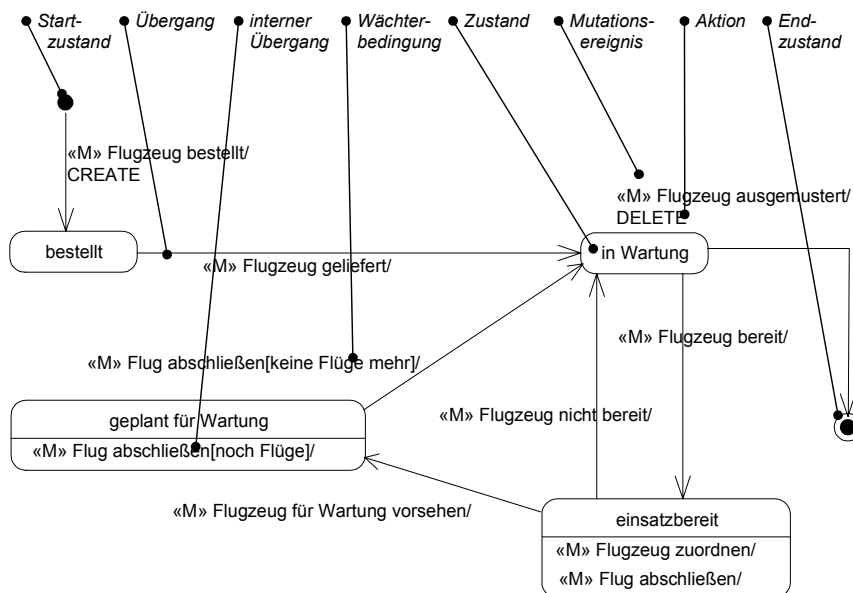 Start-
zustand
Übergang
interner
Übergang
Wächter-
bedingung
Zustand
Mutations-
ereignis
Aktion
End-
zustand
«M» Flugzeug bestellt/
CREATE
«M» Flugzeug ausgemustert/
DELETE
bestellt
in Wartung
«M» Flugzeug geliefert/
«M» Flugzeug bereit/
«M» Flug abschließen[keine Flüge mehr]/
geplant für Wartung
«M» Flugzeug nicht bereit/
«M» Flug abschließen[noch Flüge]/
«M» Flugzeug für Wartung vorsehen/
einsatzbereit
«M» Flugzeug zuordnen/
«M» Flug abschließen/